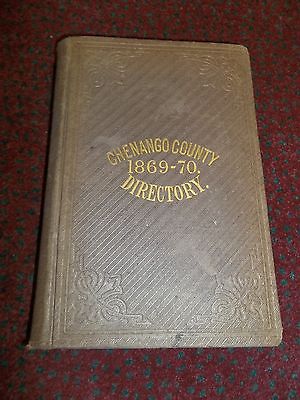 CHENANGO COUNTY
1869-70.
DIRECTORY.